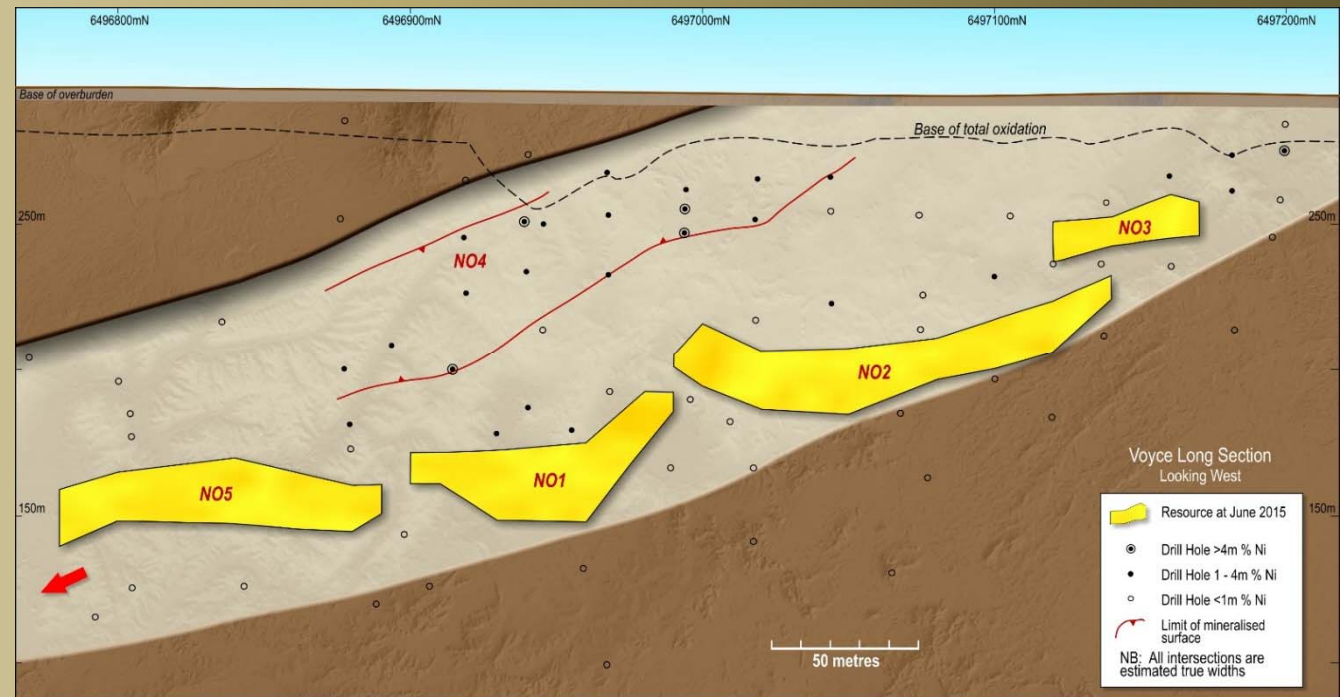 6496800mN
6496900mN
6497000mN
6497100mN
6497200mN
Base of overburden
Base of total oxidation
250m
250m
NO3
NO4
NO2
NO1
NO5
150m
150m
50 metres
Voyce Long Section
Looking West
Resource at June 2015
Drill Hole >4m % Ni
Drill Hole 1 - 4m % Ni
Drill Hole <1m % Ni
Limit of mineralised
surface
NB: All intersections are
estimated true widths